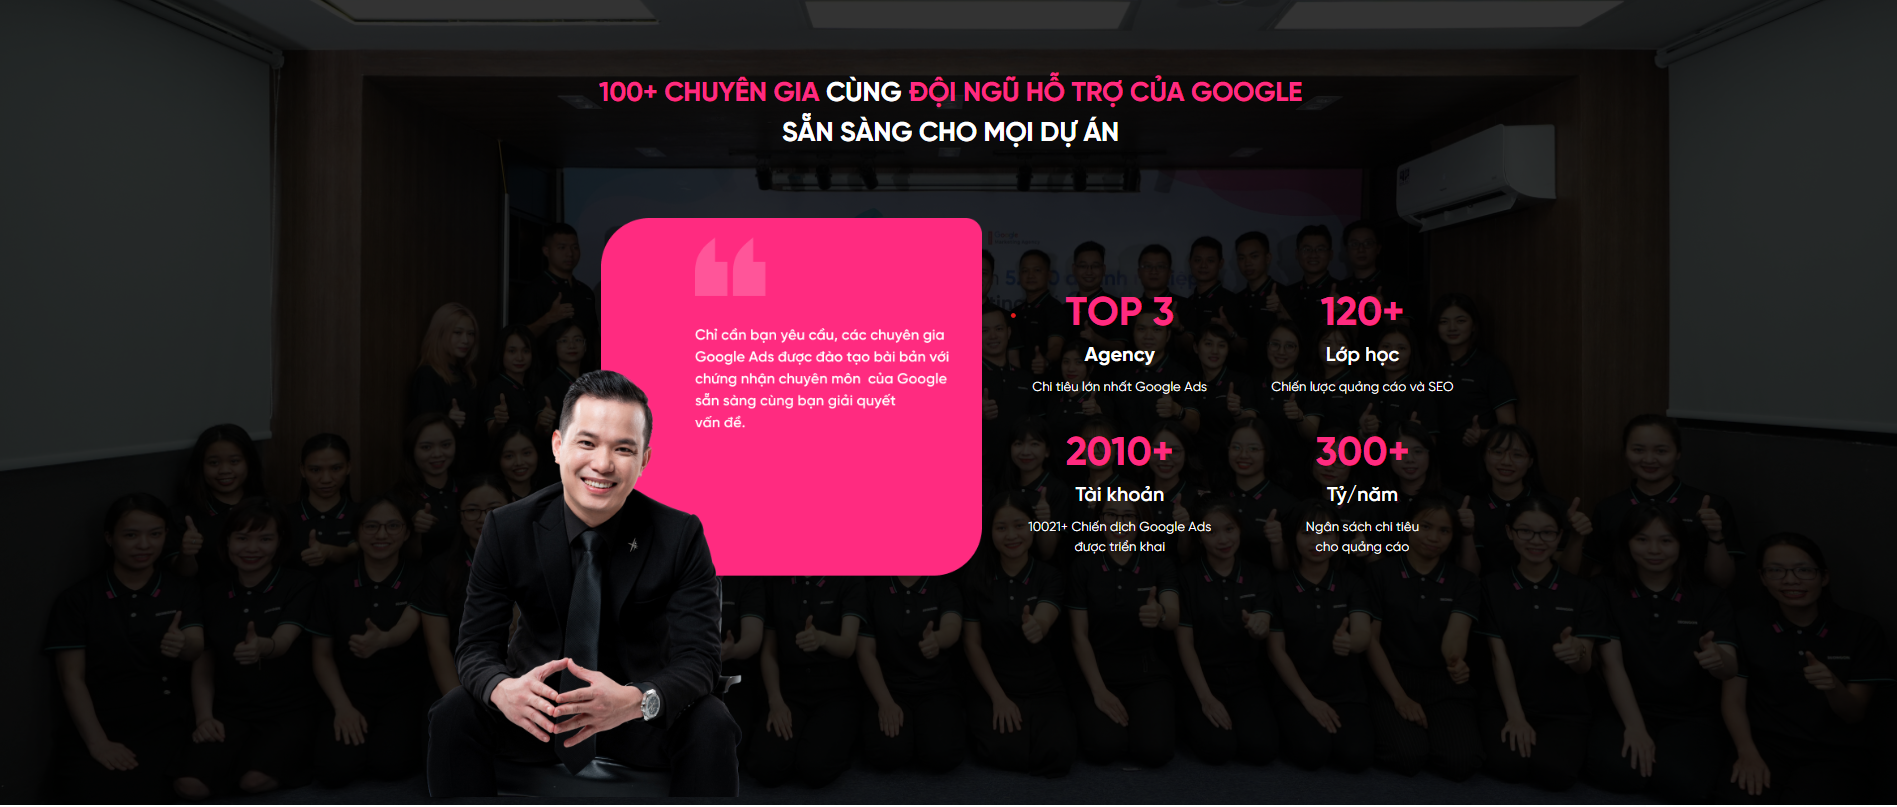 100+ CHUYÊN GIA CÙNG ĐỘI NGŨ HỖ TRỢ CỦA GOOGLE
SẴN SÀNG CHO MỌI DỰ ÁN
Chỉ cần bạn yêu cầu, các chuyên gia
Google Ads được đào tạo bài bản với
chứng nhận chuyên môn của Google
sẵn sàng cùng bạn giải quyết
vấn đề.
TOP 3
Agency
Chi tiêu lớn nhất Google Ads
120+
Lớp học
Chiến lược quảng cáo và SEO
2010+
Tài khoản
10021+ Chiến dịch Google Ads
được triển khai
300+
Tỷ/năm
Ngân sách chi tiêu
cho quảng cáo